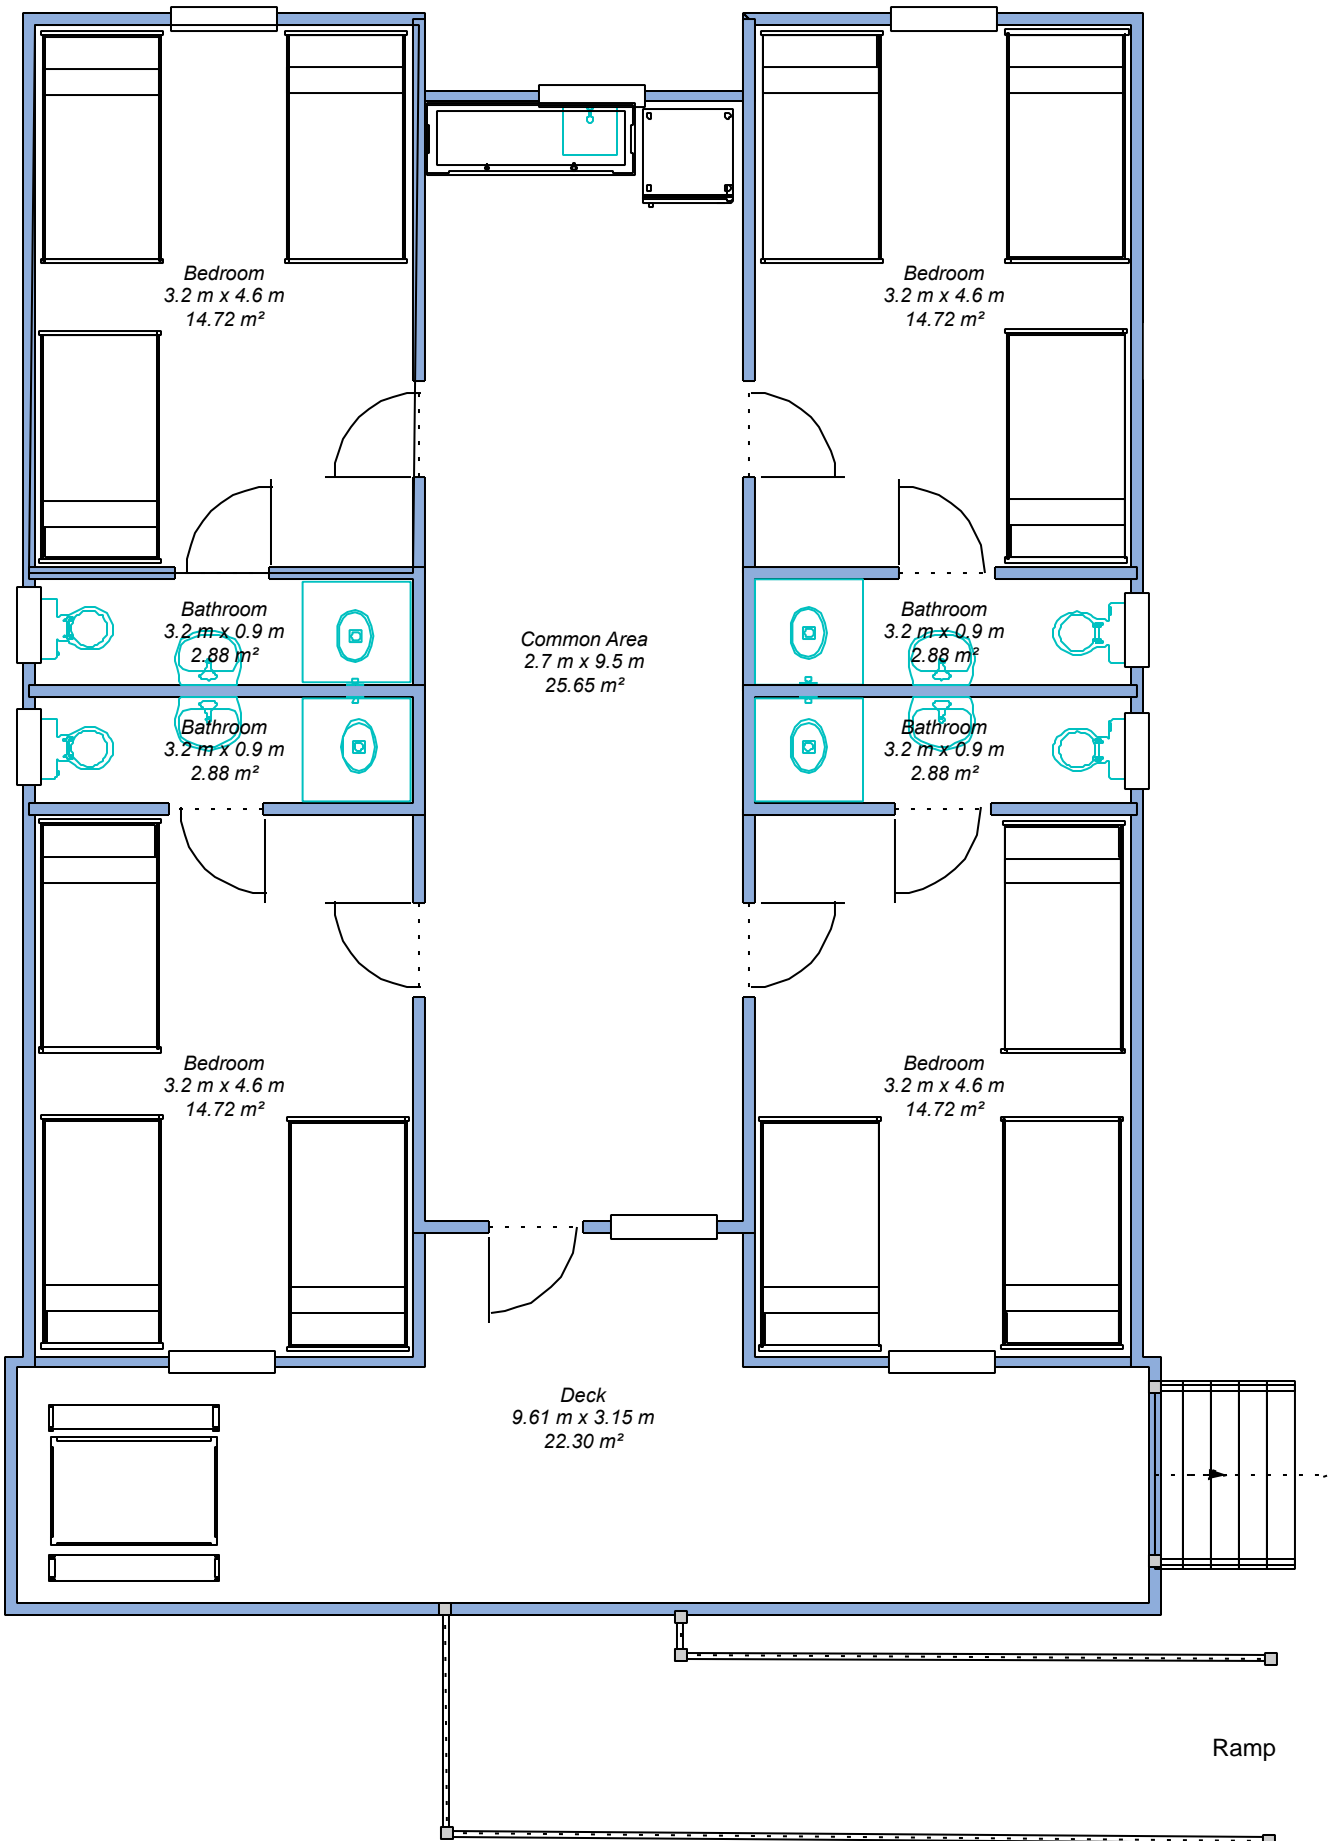 Bedroom
3.2 m x 4.6 m
14.72 m²
Bedroom
3.2 m x 4.6 m
14.72 m²
Bathroom
3.2 m x 0.9 m
2.88 m²
Common Area
2.7 m x 9.5 m
25.65 m²
Bathroom
3.2 m x 0.9 m
2.88 m²
Bathroom
3.2 m x 0.9 m
2.88 m²
Bathroom
3.2 m x 0.9 m
2.88 m²
Bedroom
3.2 m x 4.6 m
14.72 m²
Bedroom
3.2 m x 4.6 m
14.72 m²
Deck
9.61 m x 3.15 m
22.30 m²
Ramp